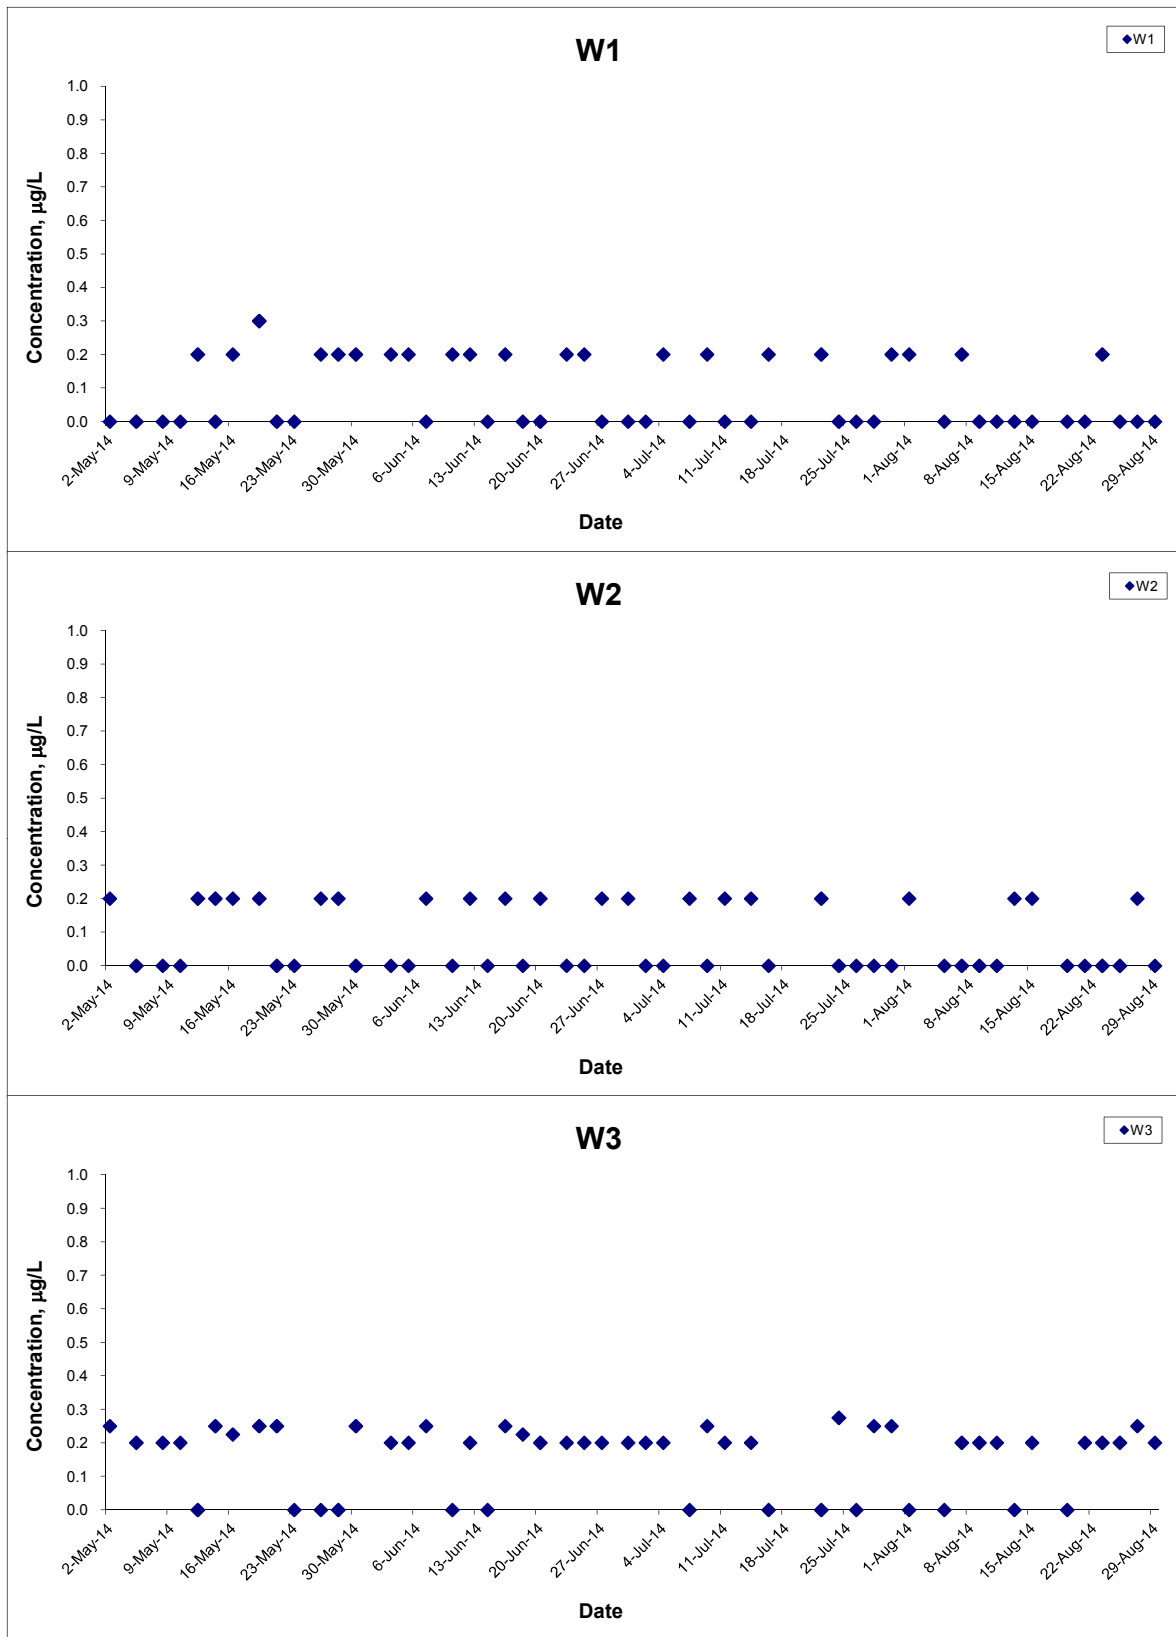 W1
W1
Concentration, µg/L
1.0
0.9
0.8
0.7
0.6
0.5
0.4
0.3
0.2
0.1
0.0
2-May-14
9-May-14
16-May-14
23-May-14
30-May-14
6-Jun-14
13-Jun-14
20-Jun-14
27-Jun-14
4-Jul-14
11-Jul-14
18-Jul-14
25-Jul-14
1-Aug-14
8-Aug-14
15-Aug-14
22-Aug-14
29-Aug-14
Date
W2
W2
Concentration, µg/L
1.0
0.9
0.8
0.7
0.6
0.5
0.4
0.3
0.2
0.1
0.0
2-May-14
9-May-14
16-May-14
23-May-14
30-May-14
6-Jun-14
13-Jun-14
20-Jun-14
27-Jun-14
4-Jul-14
11-Jul-14
18-Jul-14
25-Jul-14
1-Aug-14
8-Aug-14
15-Aug-14
22-Aug-14
29-Aug-14
Date
W3
W3
Concentration, µg/L
1.0
0.9
0.8
0.7
0.6
0.5
0.4
0.3
0.2
0.1
0.0
2-May-14
9-May-14
16-May-14
23-May-14
30-May-14
6-Jun-14
13-Jun-14
20-Jun-14
27-Jun-14
4-Jul-14
11-Jul-14
18-Jul-14
25-Jul-14
1-Aug-14
8-Aug-14
15-Aug-14
22-Aug-14
29-Aug-14
Date